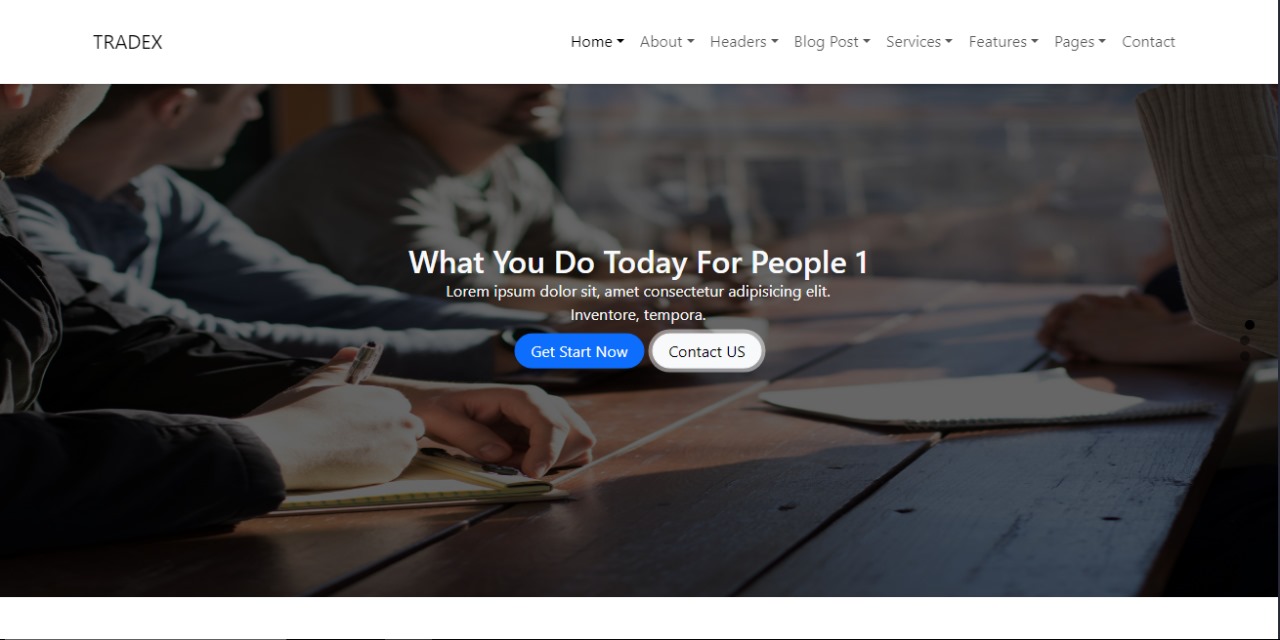 TRADEX
Home About Headers Blog Post Services Features Pages Contact
What You Do Today For People 1
Lorem ipsum dolor sit, amet consectetur adipisicing elit.
Inventore, tempora.
Get Start Now Contact US